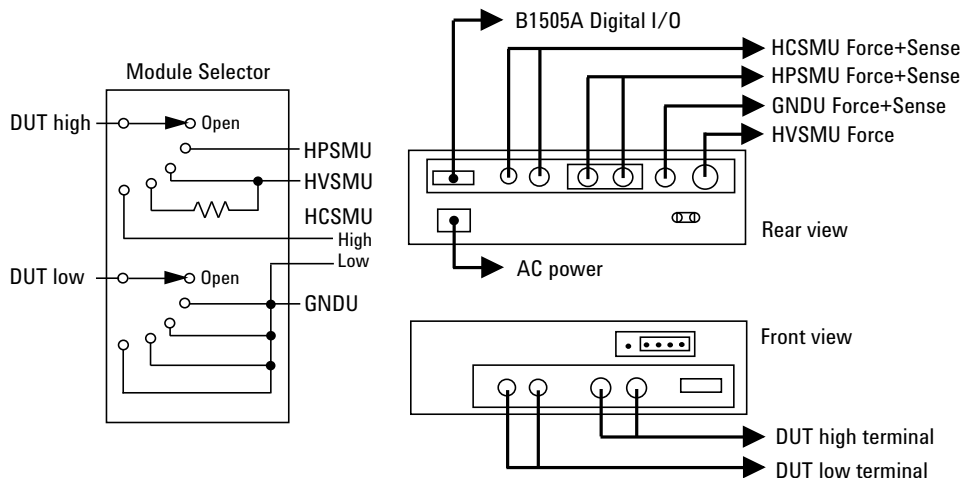 B1505A Digital I/O
HCSMU Force+Sense
HPSMU Force+Sense
GNDU Force+Sense
HVSMU Force
Module Selector
DUT high
Open
HPSMU
HVSMU
HCSMU
High
Low
DUT low
Open
GNDU
Rear view
AC power
Front view
DUT high terminal
DUT low terminal